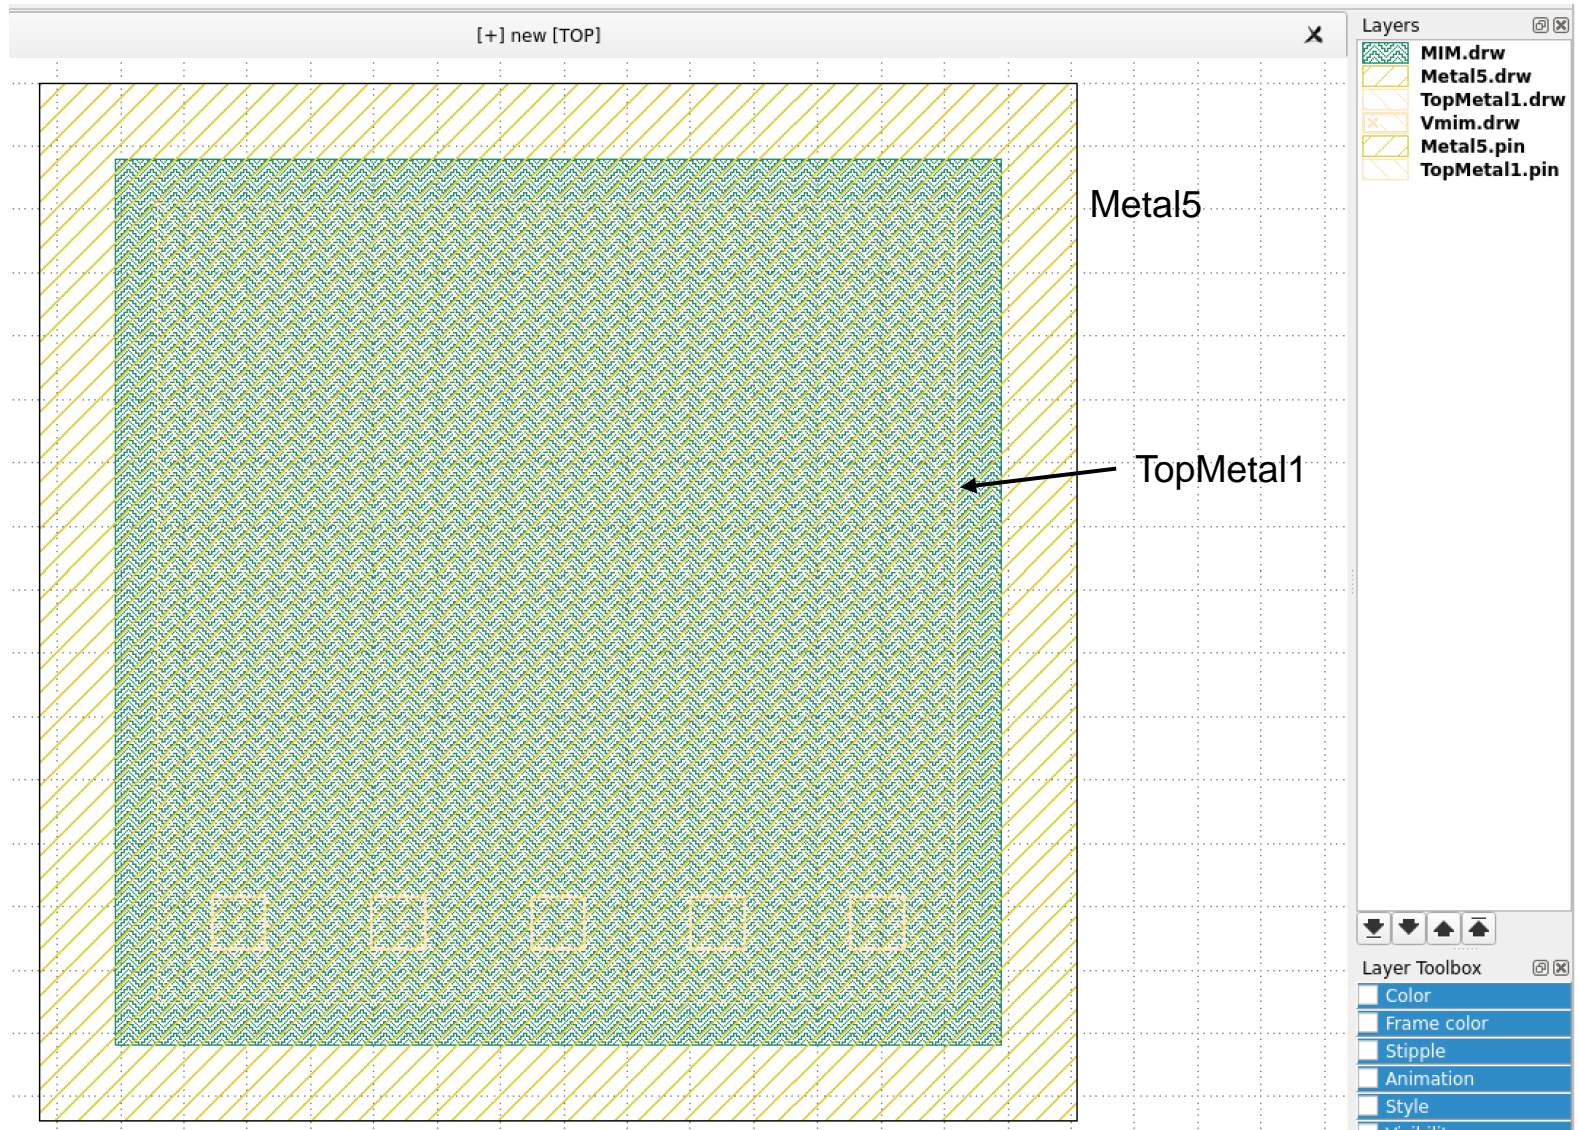 [+] new [TOP]
Layers
MIM.drw
Metal5.drw
TopMetal1.drw
Vmim.drw
Metal5.pin
TopMetal1.pin
Metal5
TopMetal1
Layer Toolbox
Color
Frame color
Stipple
Animation
Style